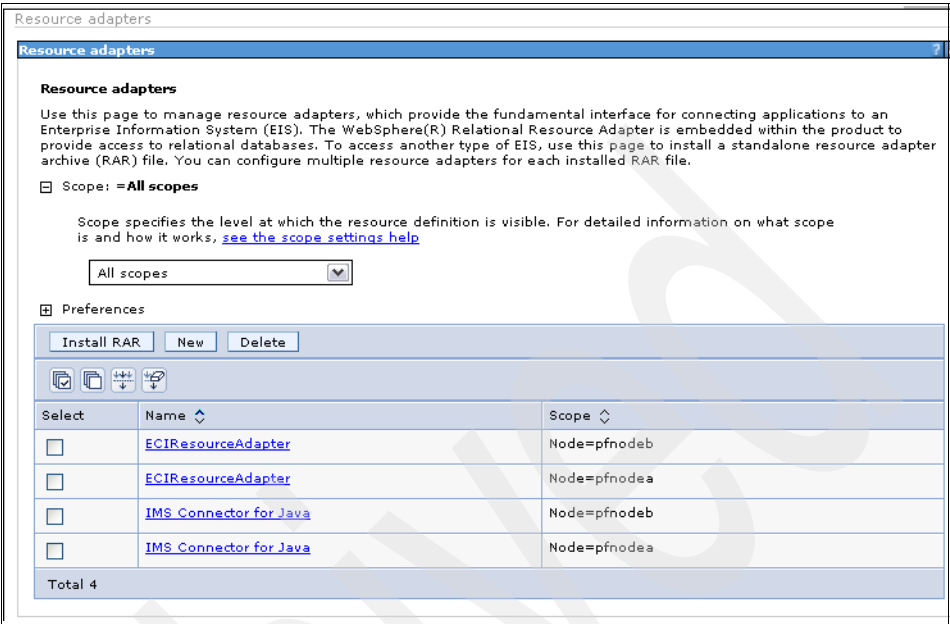 Resource adapters
Resource adapters ?
Resource adapters
Use this page to manage resource adapters, which provide the fundamental interface for connecting applications to an
Enterprise Information System (EIS). The WebSphere(R) Relational Resource Adapter is embedded within the product to
provide access to relational databases. To access another type of EIS, use this page to install a standalone resource adapter
archive (RAR) file. You can configure multiple resource adapters for each installed RAR file.
Scope: =All scopes
Scope specifies the level at which the resource definition is visible. For detailed information on what scope
is and how it works, see the scope settings help
All scopes
Preferences
Install RAR New Delete
Select Name Scope
ECIResourceAdapter Node=pfnodeb
ECIResourceAdapter Node=pfnodea
IMS Connector for Java Node=pfnodeb
IMS Connector for Java Node=pfnodea
Total 4